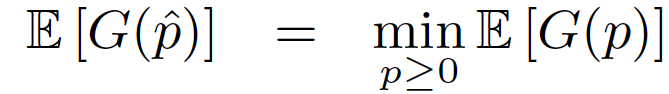 𝔼[G(p̂)] = min_{p≥0} 𝔼[G(p)]